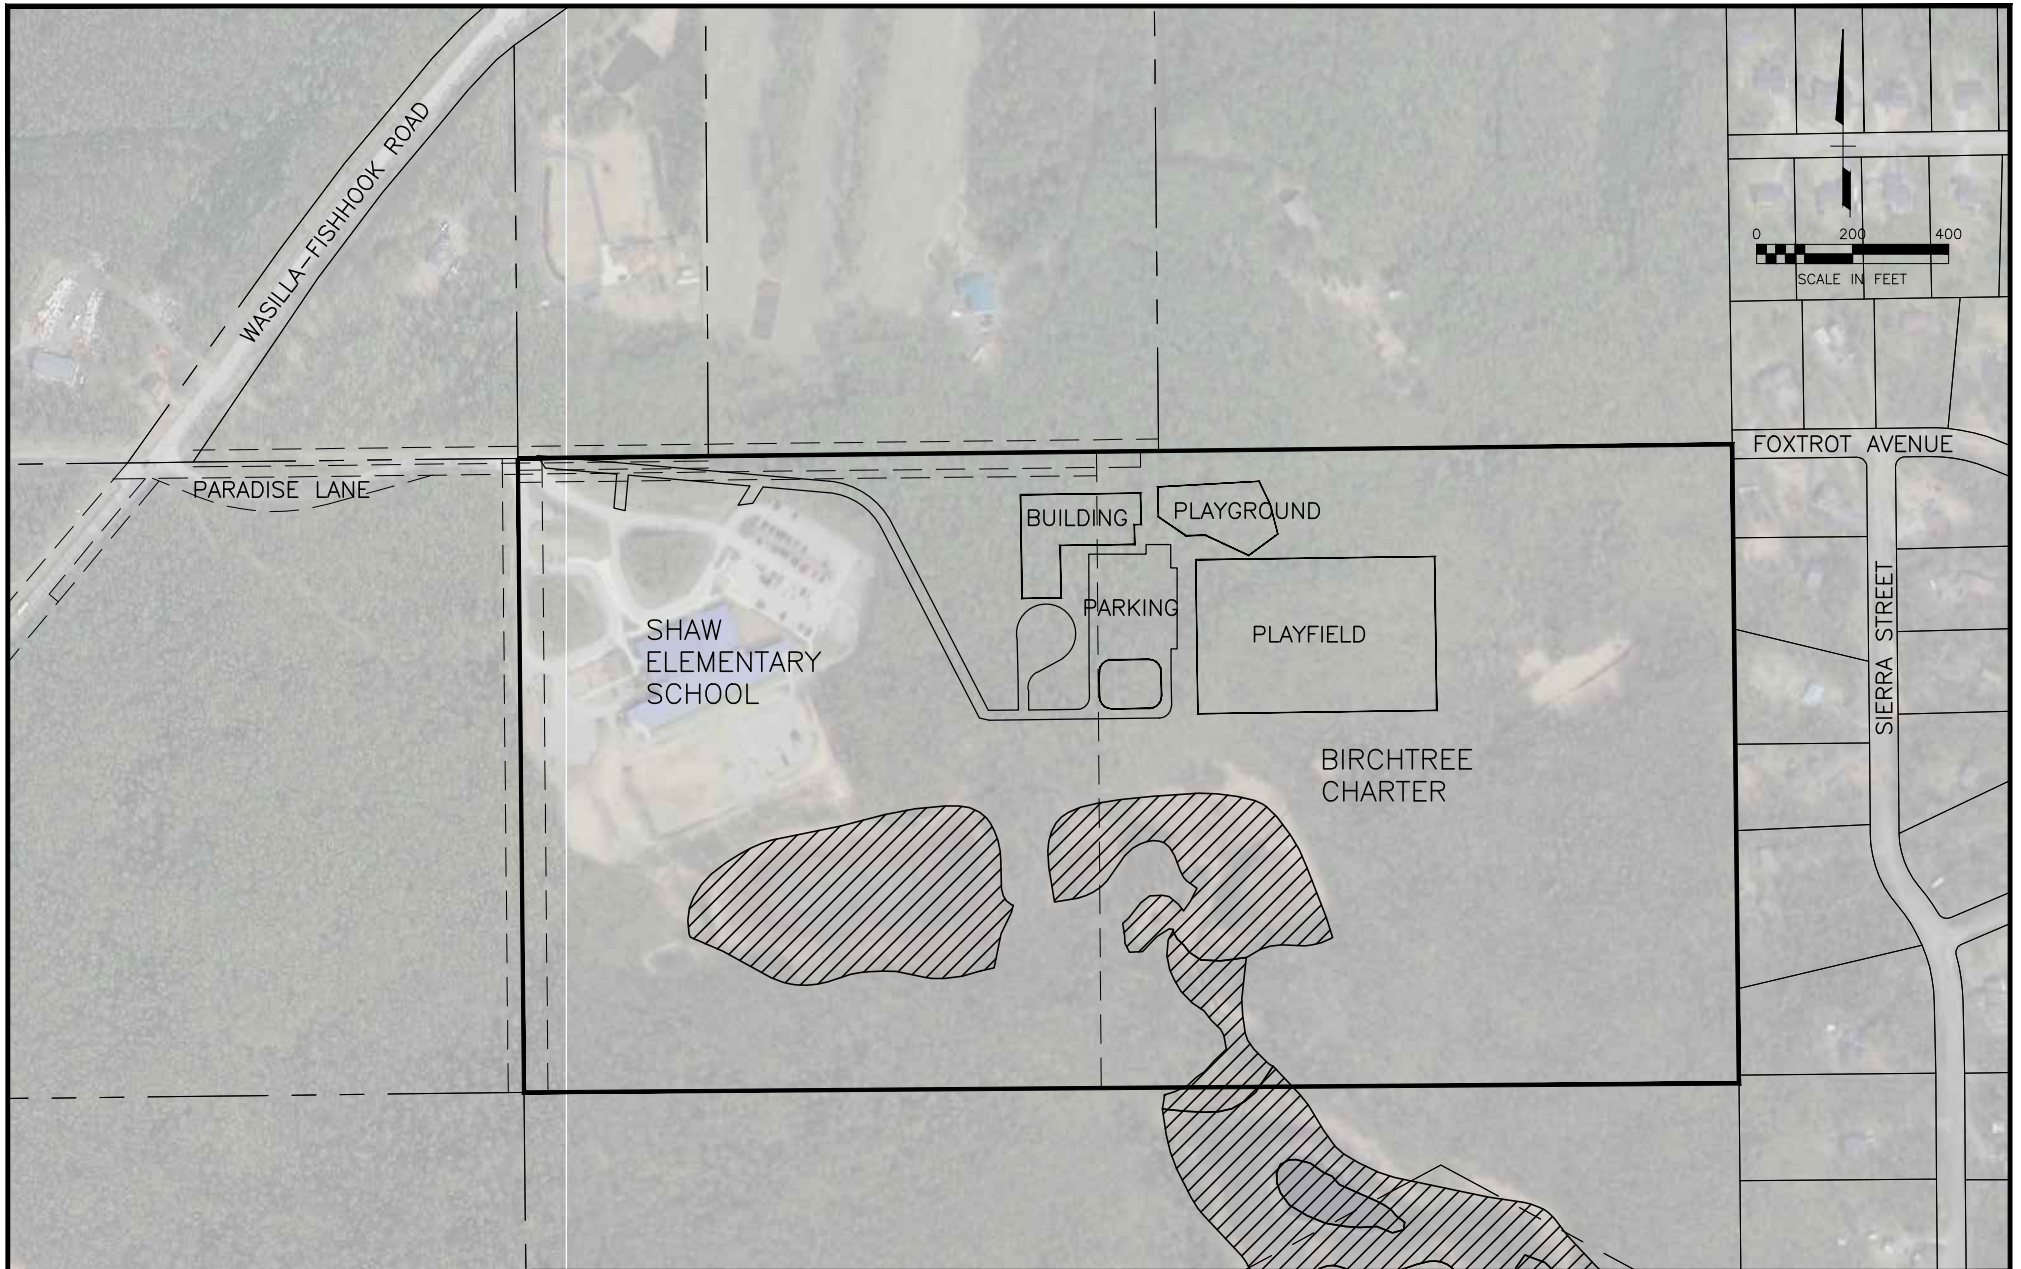 WASILLA-FISHHOOK ROAD
0 200 400
SCALE IN FEET
FOXTROT AVENUE
PARADISE LANE
BUILDING
PLAYGROUND
PARKING
PLAYFIELD
SHAW
ELEMENTARY
SCHOOL
SIERRA STREET
BIRCHTREE
CHARTER